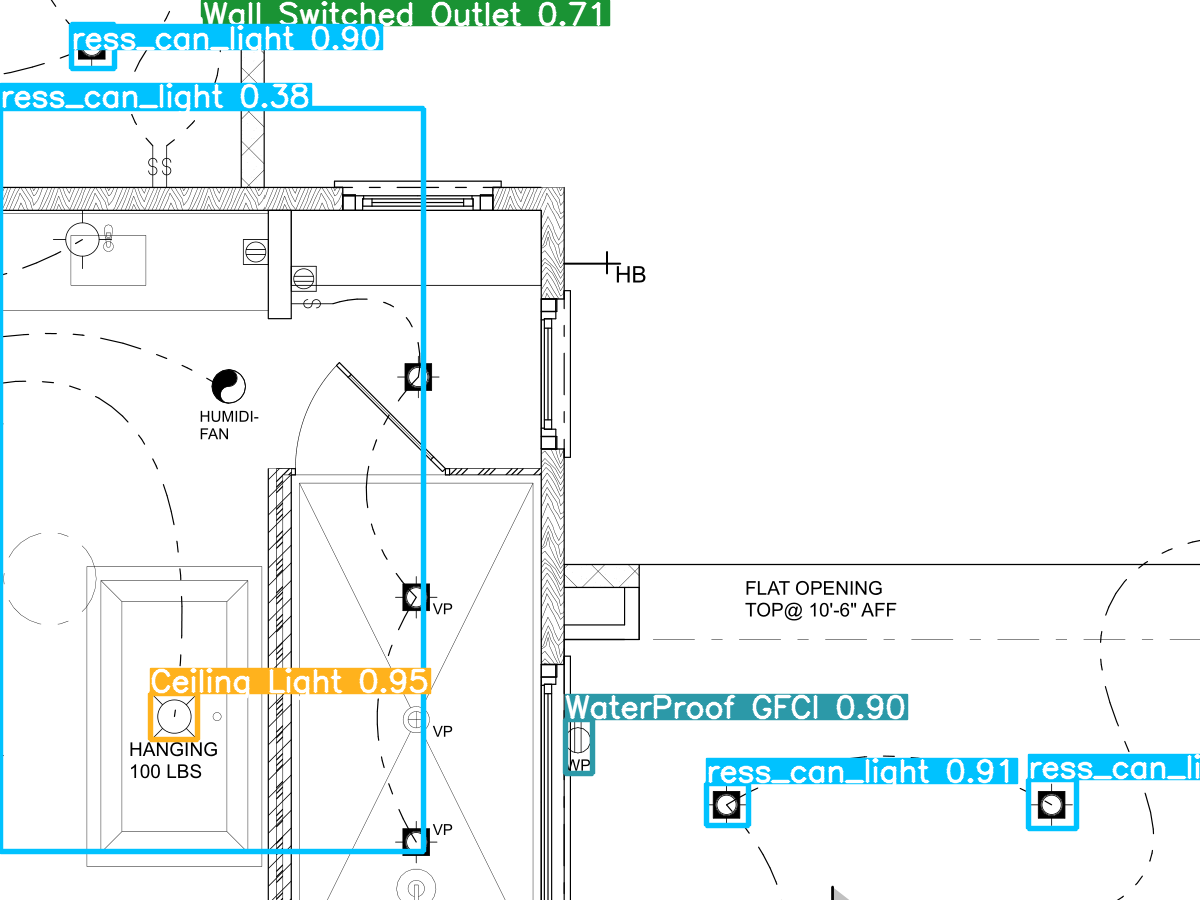 Wall Switched Outlet 0.71
ress_can_light 0.90
ress_can_light 0.38
SS
HB
S
HUMIDI-
FAN
FLAT OPENING
TOP@ 10'-6" AFF
VP
Ceiling Light 0.95
WaterProof GFCI 0.90
VP
HANGING
100 LBS
WP
ress_can_light 0.91
ress_can_li
VP